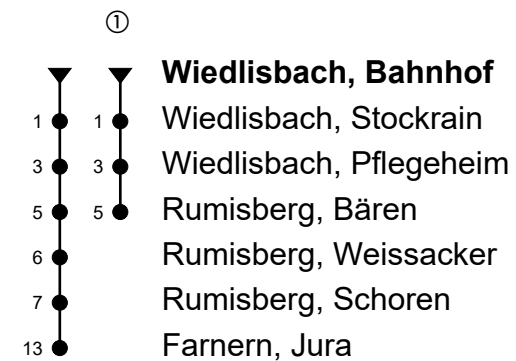 ①
Wiedlisbach, Bahnhof
1 1 Wiedlisbach, Stockrain
3 3 Wiedlisbach, Pflegeheim
5 5 Rumisberg, Bären
6 Rumisberg, Weissacker
7 Rumisberg, Schoren
13 Farnern, Jura